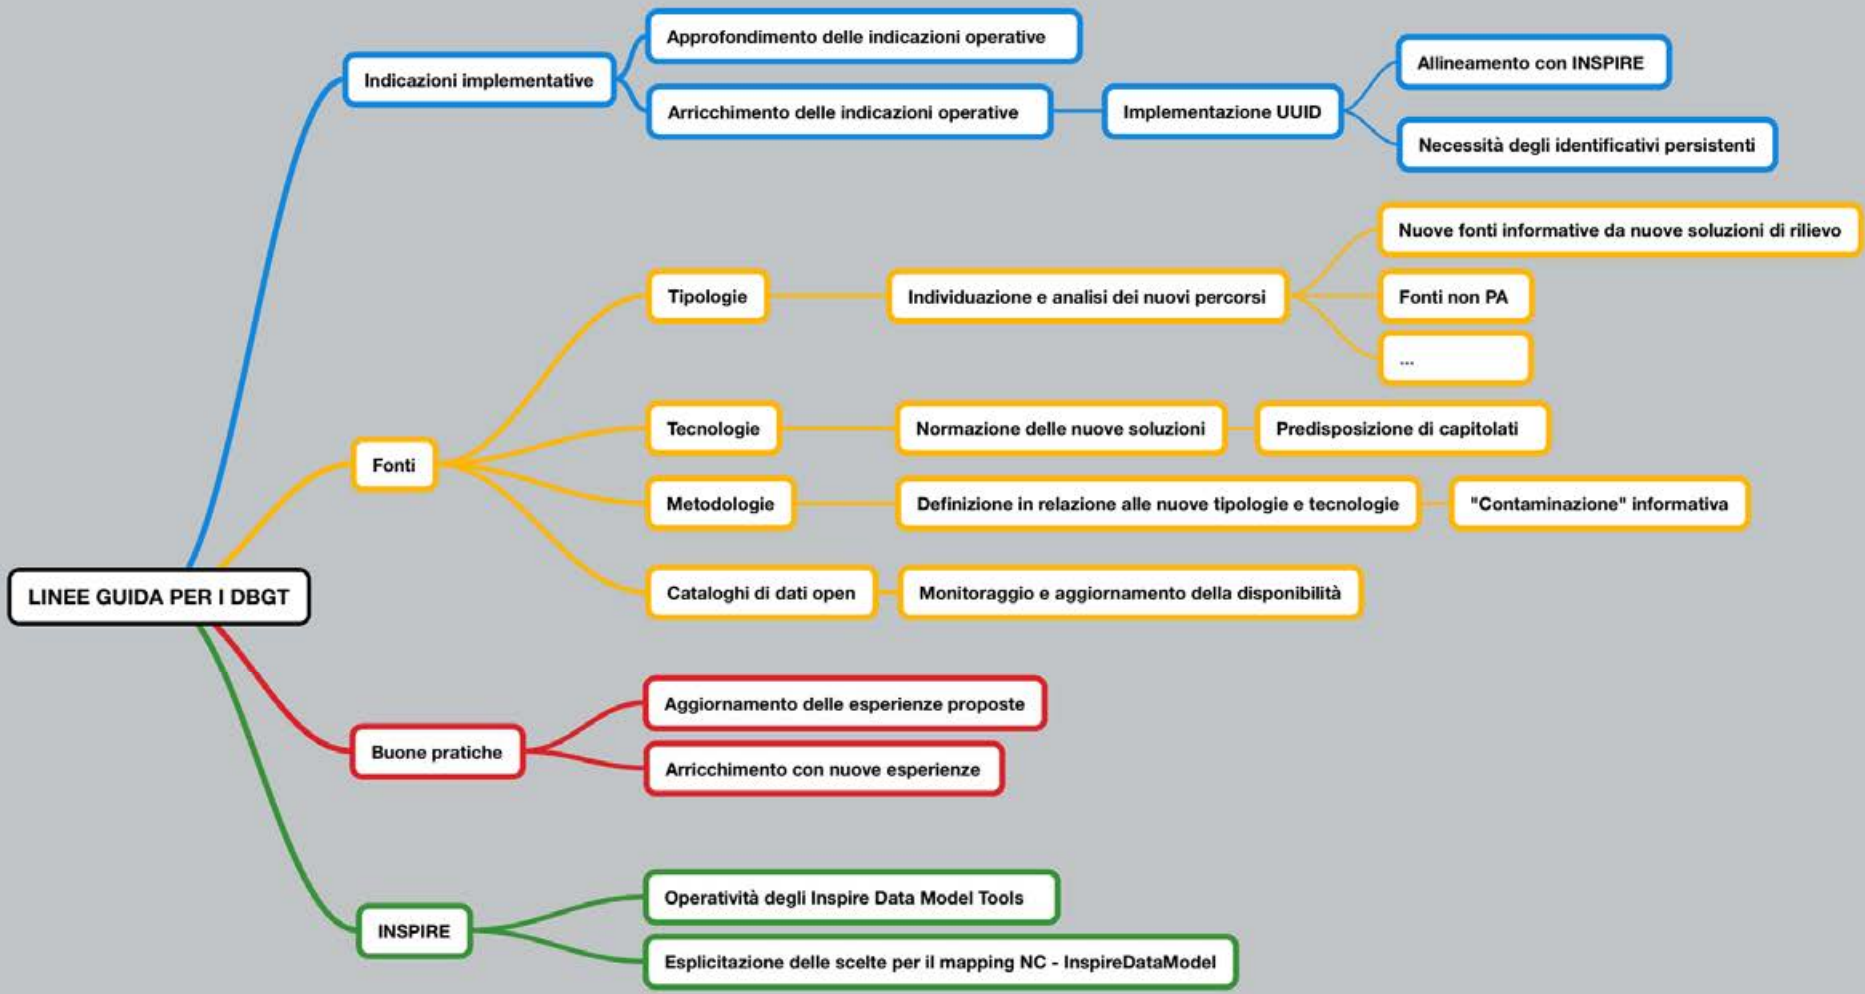 LINEE GUIDA PER I DBGT
Indicazioni implementative
Approfondimento delle indicazioni operative
Arricchimento delle indicazioni operative
Implementazione UUID
Allineamento con INSPIRE
Necessità degli identificativi persistenti
Fonti
Tipologie
Individuazione e analisi dei nuovi percorsi
Nuove fonti informative da nuove soluzioni di rilievo
Fonti non PA
...
Tecnologie
Normazione delle nuove soluzioni
Predisposizione di capitolati
Metodologie
Definizione in relazione alle nuove tipologie e tecnologie
"Contaminazione" informativa
Cataloghi di dati open
Monitoraggio e aggiornamento della disponibilità
Buone pratiche
Aggiornamento delle esperienze proposte
Arricchimento con nuove esperienze
INSPIRE
Operatività degli Inspire Data Model Tools
Esplicitazione delle scelte per il mapping NC - InspireDataModel